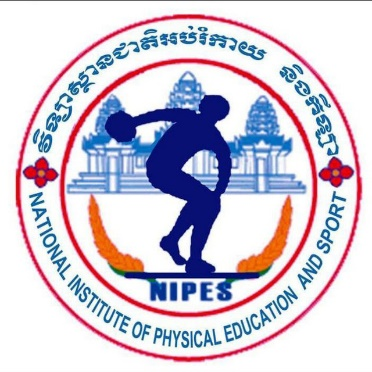 វិទ្យាស្ថានជាតិអប់រំកាយ និងកីឡា
NIPES
NATIONAL INSTITUTE OF PHYSICAL EDUCATION AND SPORT